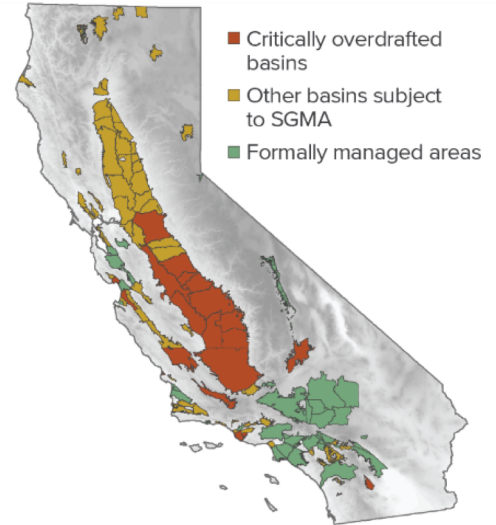 Critically overdrafted
basins
Other basins subject
to SGMA
Formally managed areas